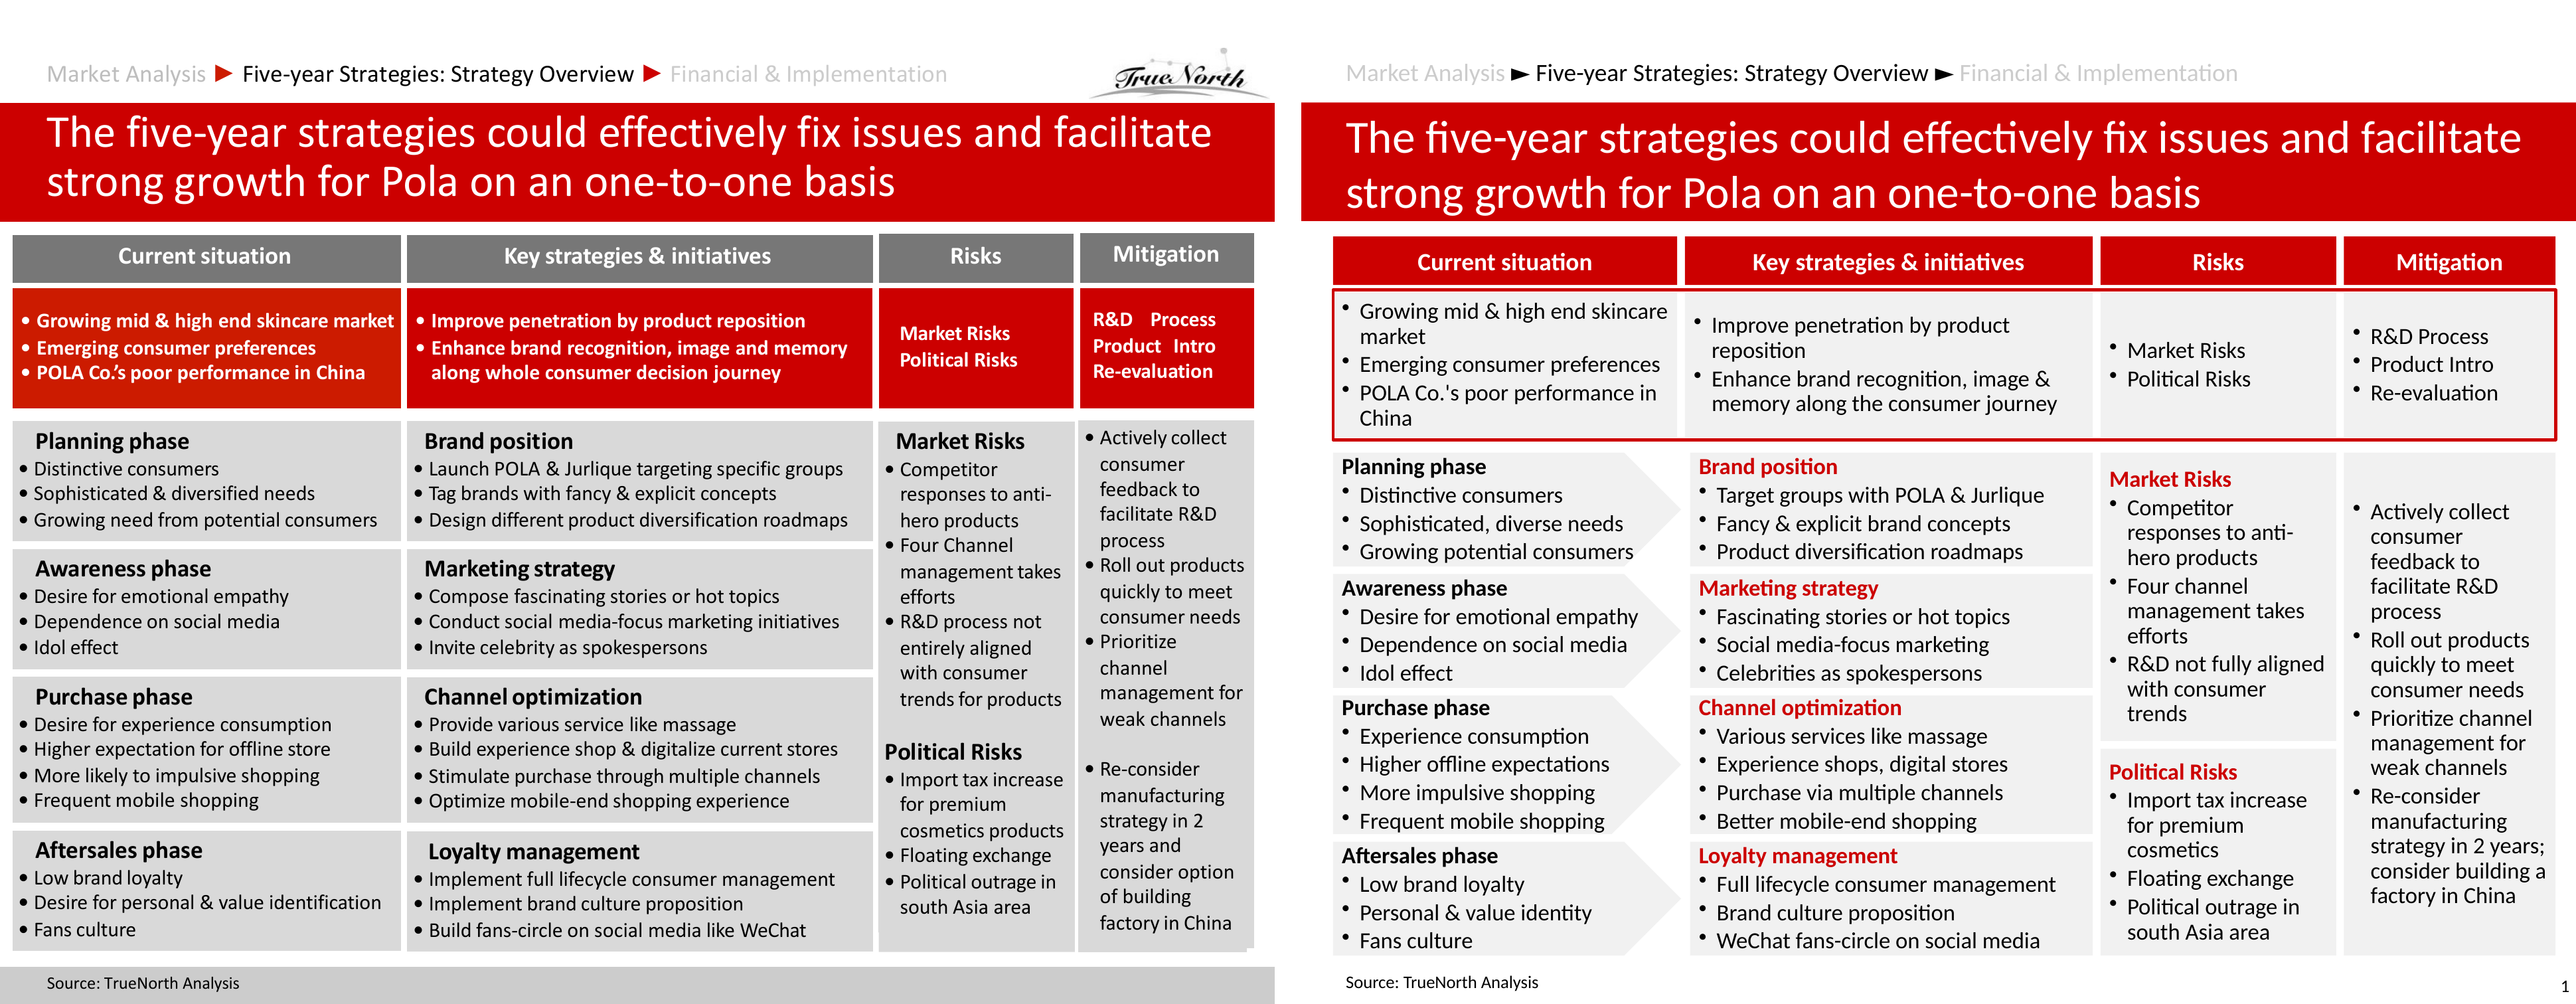 Market Analysis ► Five-year Strategies: Strategy Overview ► Financial & Implementation
TrueNorth
The five-year strategies could effectively fix issues and facilitate
strong growth for Pola on an one-to-one basis
Current situation
Key strategies & initiatives
Risks
Mitigation
• Growing mid & high end skincare market
• Emerging consumer preferences
• POLA Co.’s poor performance in China
• Improve penetration by product reposition
• Enhance brand recognition, image and memory
along whole consumer decision journey
Market Risks
Political Risks
R&D Process
Product Intro
Re-evaluation
Planning phase
• Distinctive consumers
• Sophisticated & diversified needs
• Growing need from potential consumers
Brand position
• Launch POLA & Jurlique targeting specific groups
• Tag brands with fancy & explicit concepts
• Design different product diversification roadmaps
Awareness phase
• Desire for emotional empathy
• Dependence on social media
• Idol effect
Marketing strategy
• Compose fascinating stories or hot topics
• Conduct social media-focus marketing initiatives
• Invite celebrity as spokespersons
Purchase phase
• Desire for experience consumption
• Higher expectation for offline store
• More likely to impulsive shopping
• Frequent mobile shopping
Channel optimization
• Provide various service like massage
• Build experience shop & digitalize current stores
• Stimulate purchase through multiple channels
• Optimize mobile-end shopping experience
Aftersales phase
• Low brand loyalty
• Desire for personal & value identification
• Fans culture
Loyalty management
• Implement full lifecycle consumer management
• Implement brand culture proposition
• Build fans-circle on social media like WeChat
Market Risks
• Competitor
responses to anti-
hero products
• Four Channel
management takes
efforts
• R&D process not
entirely aligned
with consumer
trends for products
Political Risks
• Import tax increase
for premium
cosmetics products
• Floating exchange
• Political outrage in
south Asia area
• Actively collect
consumer
feedback to
facilitate R&D
process
• Roll out products
quickly to meet
consumer needs
• Prioritize
channel
management for
weak channels
• Re-consider
manufacturing
strategy in 2
years and
consider option
of building
factory in China
Source: TrueNorth Analysis
Market Analysis ► Five-year Strategies: Strategy Overview ► Financial & Implementation
The five-year strategies could effectively fix issues and facilitate
strong growth for Pola on an one-to-one basis
Current situation
Key strategies & initiatives
Risks
Mitigation
• Growing mid & high end skincare
market
• Emerging consumer preferences
• POLA Co.'s poor performance in
China
• Improve penetration by product
reposition
• Enhance brand recognition, image &
memory along the consumer journey
• Market Risks
• Political Risks
• R&D Process
• Product Intro
• Re-evaluation
Planning phase
• Distinctive consumers
• Sophisticated, diverse needs
• Growing potential consumers
Brand position
• Target groups with POLA & Jurlique
• Fancy & explicit brand concepts
• Product diversification roadmaps
Awareness phase
• Desire for emotional empathy
• Dependence on social media
• Idol effect
Marketing strategy
• Fascinating stories or hot topics
• Social media-focus marketing
• Celebrities as spokespersons
Purchase phase
• Experience consumption
• Higher offline expectations
• More impulsive shopping
• Frequent mobile shopping
Channel optimization
• Various services like massage
• Experience shops, digital stores
• Purchase via multiple channels
• Better mobile-end shopping
Aftersales phase
• Low brand loyalty
• Personal & value identity
• Fans culture
Loyalty management
• Full lifecycle consumer management
• Brand culture proposition
• WeChat fans-circle on social media
Market Risks
• Competitor
responses to anti-
hero products
• Four channel
management takes
efforts
• R&D not fully aligned
with consumer
trends
Political Risks
• Import tax increase
for premium
cosmetics
• Floating exchange
• Political outrage in
south Asia area
• Actively collect
consumer
feedback to
facilitate R&D
process
• Roll out products
quickly to meet
consumer needs
• Prioritize channel
management for
weak channels
• Re-consider
manufacturing
strategy in 2 years;
consider building a
factory in China
Source: TrueNorth Analysis
1